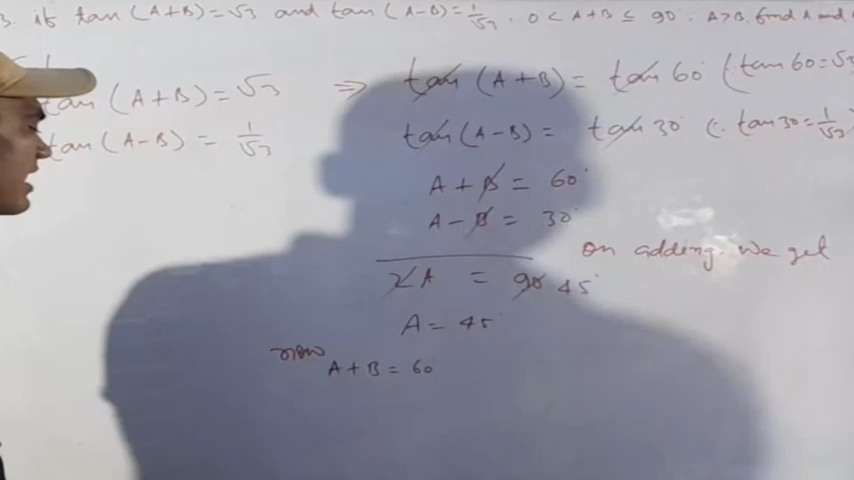 3. if tan (A+B) = √3 and tan (A-B) = 1/√3 . 0 < A+B ≤ 90° . A>B. find A and
tan (A+B) = √3 ⇒ tan (A+B) = tan 60 (tan 60 = √3
tan (A-B) = 1/√3 tan (A-B) = tan 30 (∵ tan 30 = 1/√3)
A + B = 60°
A - B = 30°
on adding. we get
2A = 90 45°
A = 45°
now
A + B = 60